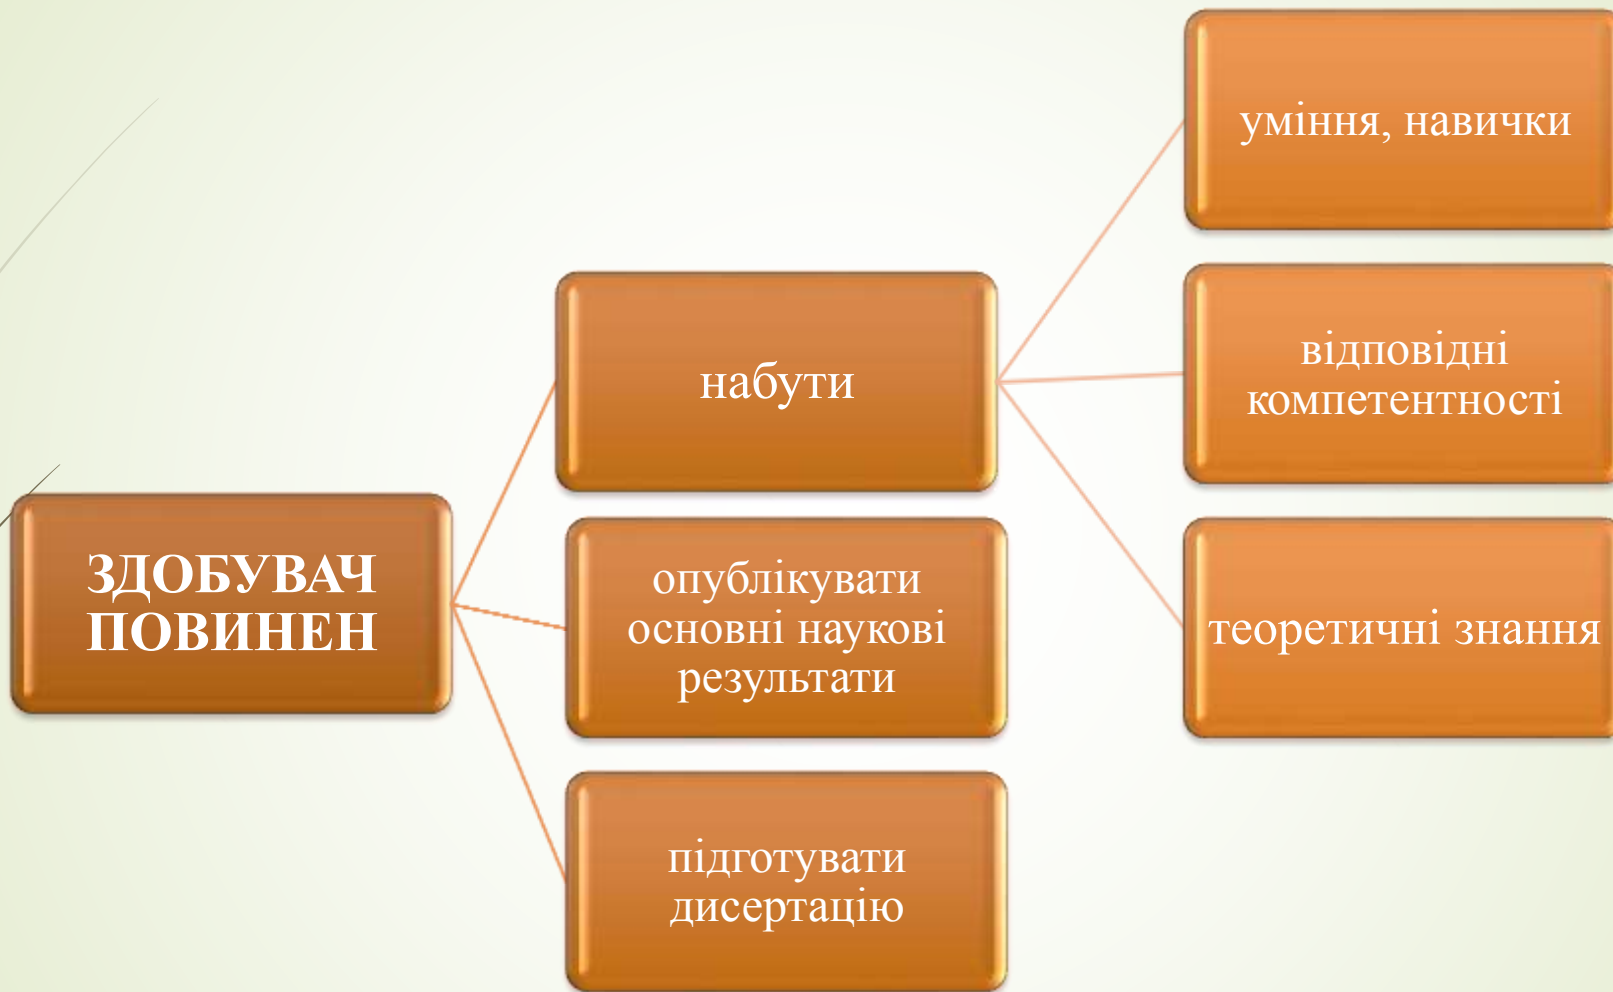 ЗДОБУВАЧ
ПОВИНЕН
набути
опублікувати
основні наукові
результати
підготувати
дисертацію
уміння, навички
відповідні
компетентності
теоретичні знання